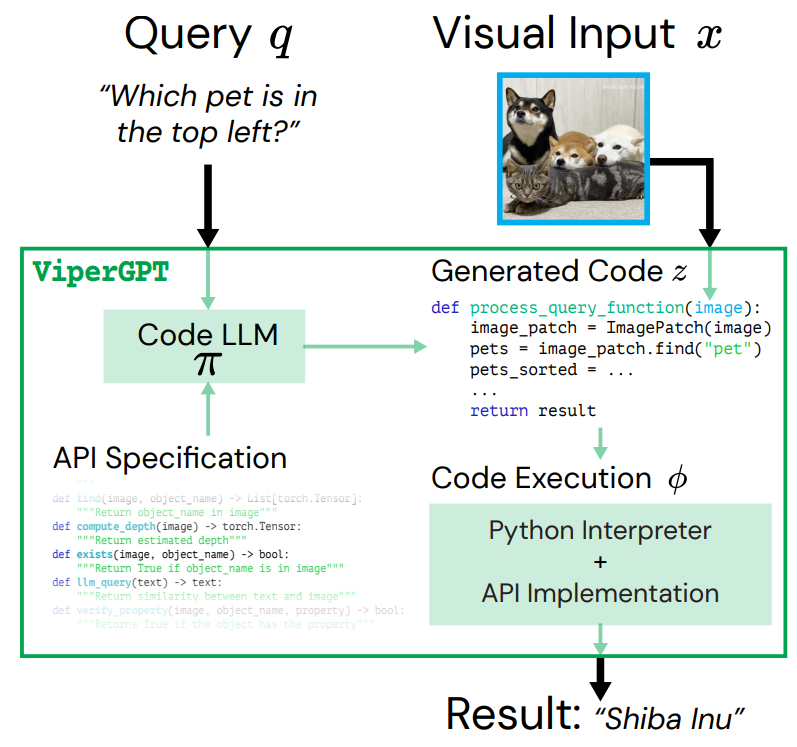 Query q
Visual Input x
“Which pet is in
the top left?”
ViperGPT
Code LLM
π
API Specification
def find(image, object_name) -> List[torch.Tensor]:
"""Return object_name in image"""
def compute_depth(image) -> torch.Tensor:
"""Return estimated depth"""
def exists(image, object_name) -> bool:
"""Return True if object_name is in image"""
def llm_query(text) -> text:
"""Return similarity between text and image"""
def verify_property(image, object_name, property) -> bool:
"""Returns True if the object has the property"""
Generated Code z
def process_query_function(image):
image_patch = ImagePatch(image)
pets = image_patch.find("pet")
pets_sorted = ...
...
return result
Code Execution ϕ
Python Interpreter
+
API Implementation
Result: “Shiba Inu”